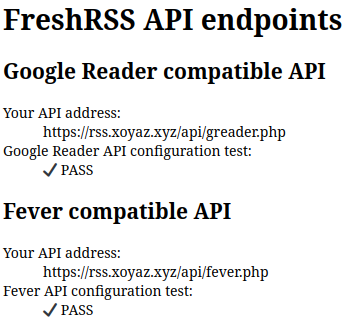 FreshRSS API endpoints
Google Reader compatible API
Your API address:
https://rss.xoyaz.xyz/api/greader.php
Google Reader API configuration test:
✔ PASS
Fever compatible API
Your API address:
https://rss.xoyaz.xyz/api/fever.php
Fever API configuration test:
✔ PASS